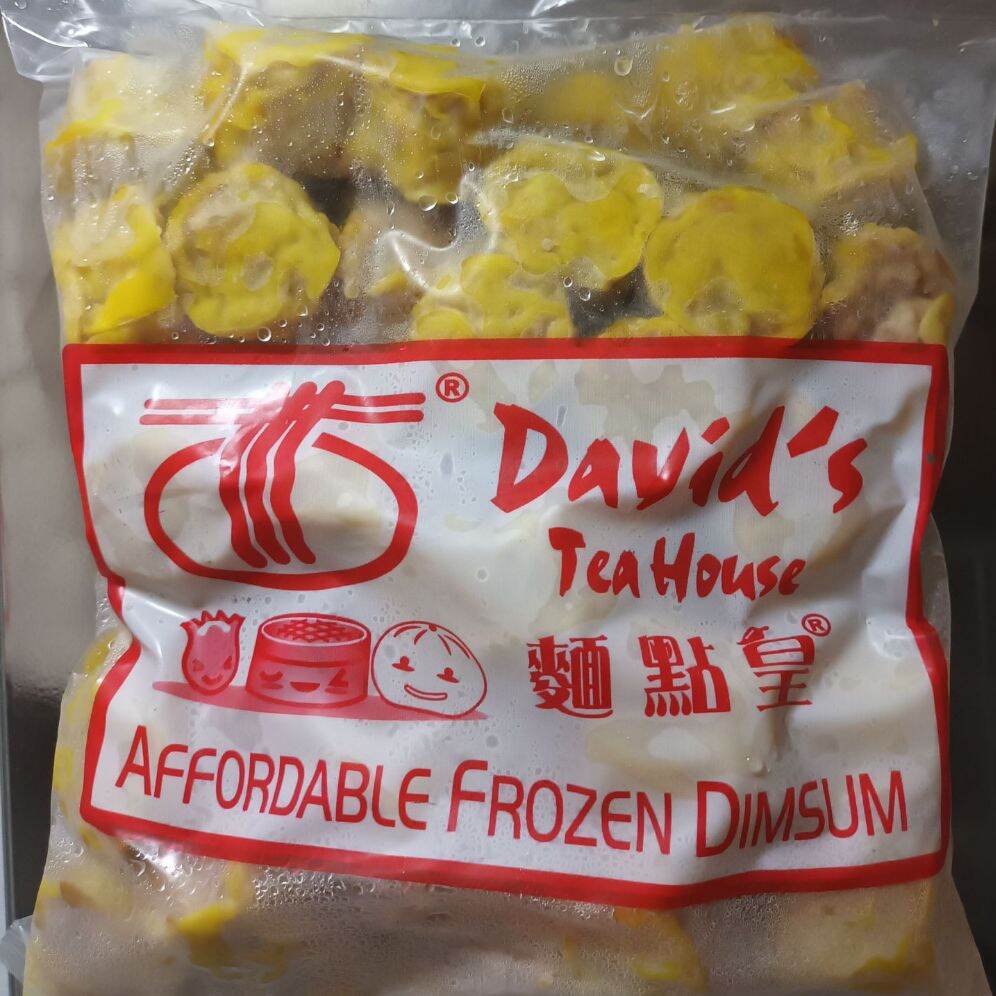 ®
David's
Tea House
麵點皇®
AFFORDABLE FROZEN DIMSUM